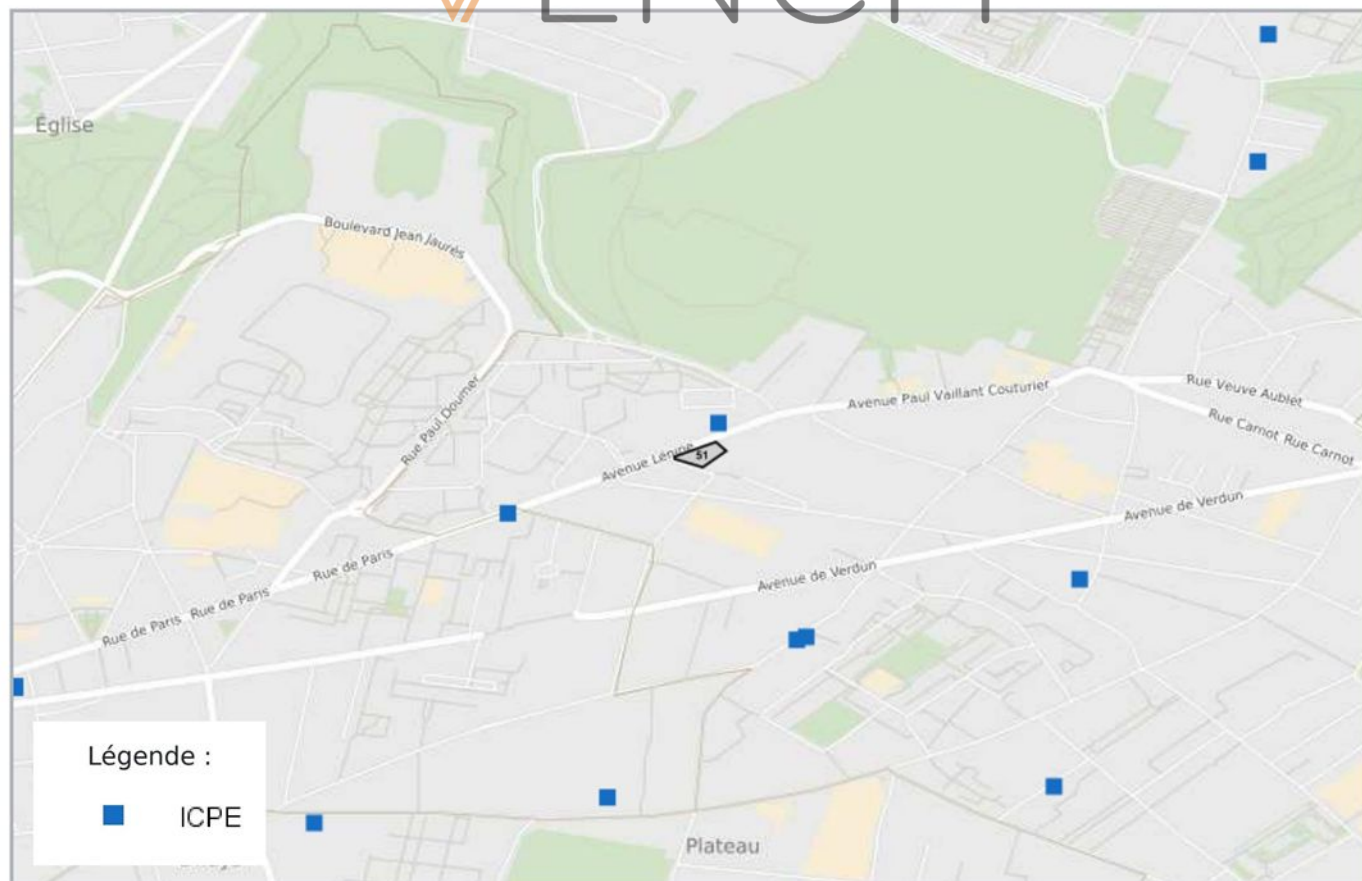 Église
Boulevard Jean Jaurès
Rue Paul Doumer
Avenue Paul Vaillant Couturier
Rue Veuve Aublet
Rue Carnot Rue Carnot
Avenue Lénine
51
Avenue de Verdun
Rue de Paris
Avenue de Verdun
Rue de Paris Rue de Paris
Légende :
ICPE
Plateau